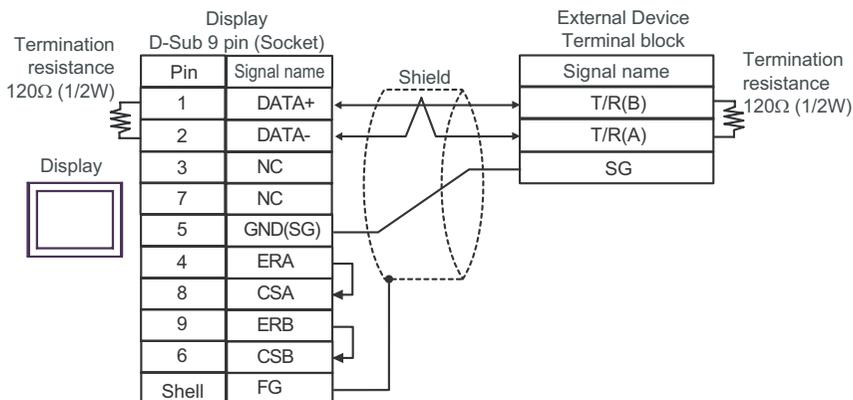 Display
D-Sub 9 pin (Socket)
External Device
Terminal block
Termination
resistance
120Ω (1/2W)
Pin Signal name
1 DATA+
2 DATA-
3 NC
7 NC
5 GND(SG)
4 ERA
8 CSA
9 ERB
6 CSB
Shell FG
Display
Shield
Signal name
T/R(B)
T/R(A)
SG
Termination
resistance
120Ω (1/2W)